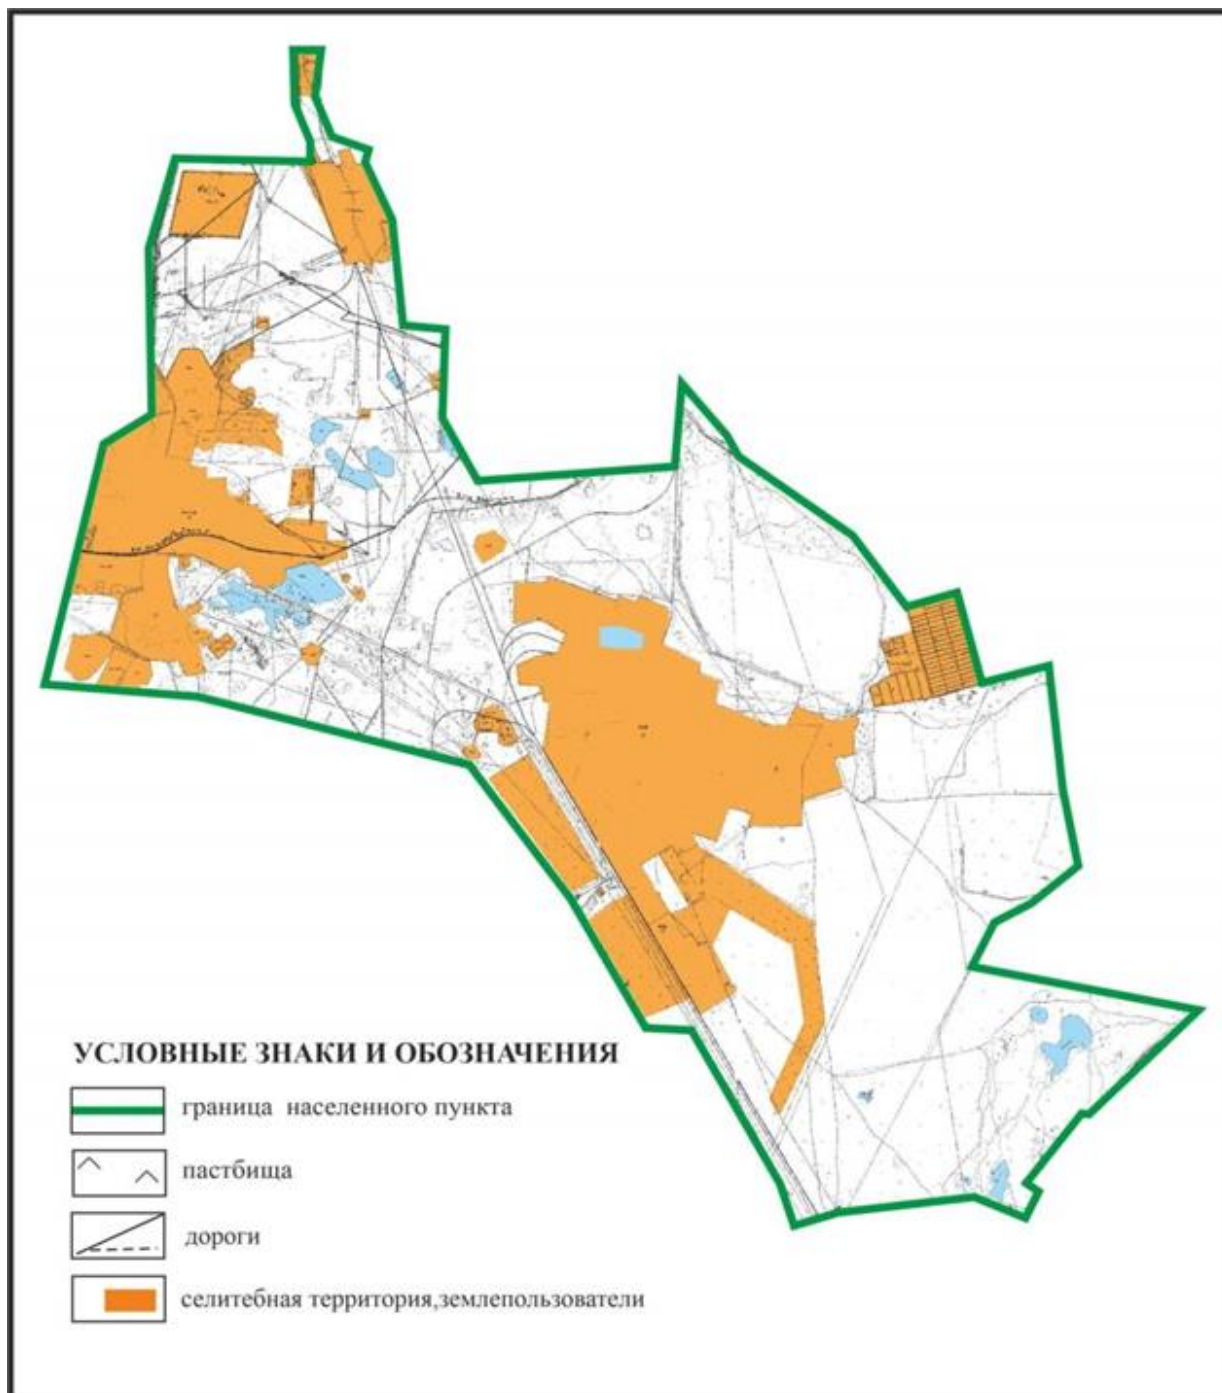 УСЛОВНЫЕ ЗНАКИ И ОБОЗНАЧЕНИЯ
граница населенного пункта
пастбища
дороги
селитебная территория,землепользователи